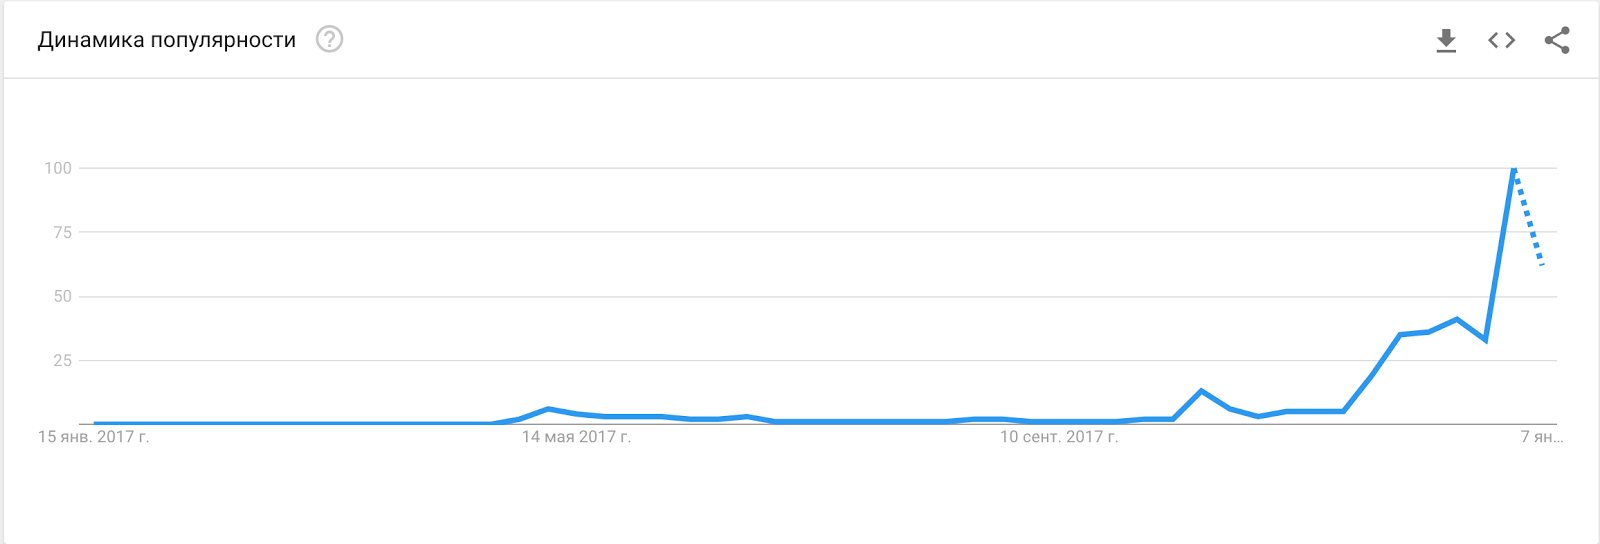 Динамика популярности ?
100
75
50
25
15 янв. 2017 г. 14 мая 2017 г. 10 сент. 2017 г. 7 ян...